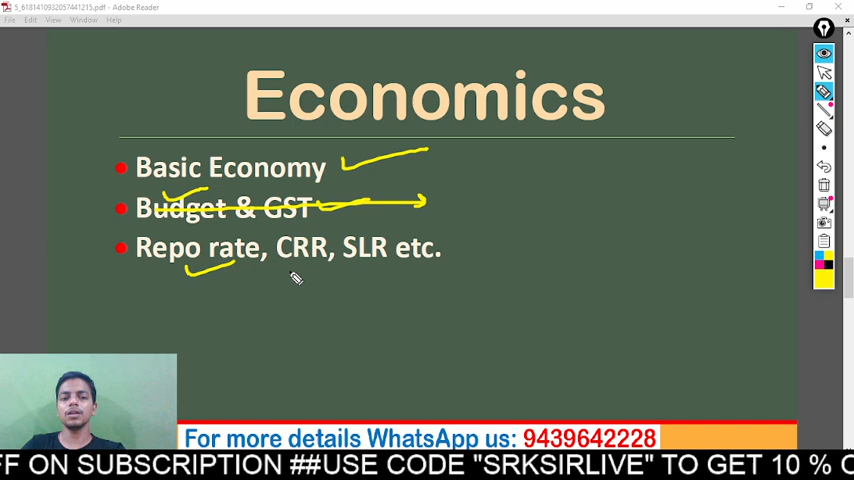 5_6181410932057441215.pdf - Adobe Reader
File Edit View Window Help
Economics
Basic Economy
Budget & GST
Repo rate, CRR, SLR etc.
For more details WhatsApp us: 9439642228
FF ON SUBSCRIPTION ##USE CODE "SRKSIRLIVE" TO GET 10 % O